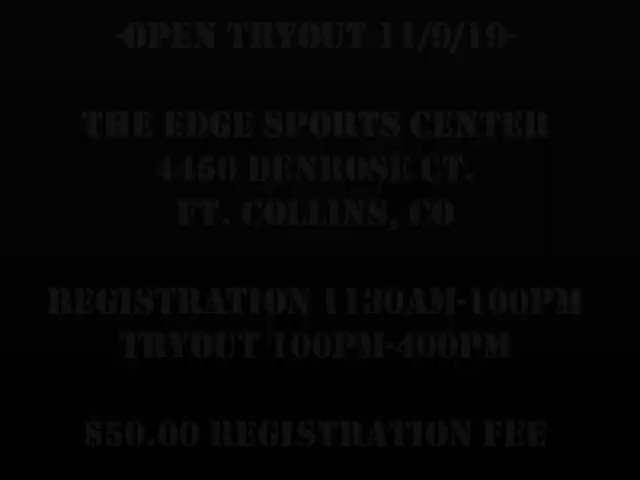 -OPEN TRYOUT 11/9/19-
THE EDGE SPORTS CENTER
4450 DENROSE CT.
FT. COLLINS, CO
REGISTRATION 1130AM-100PM
TRYOUT 100PM-400PM
$50.00 REGISTRATION FEE